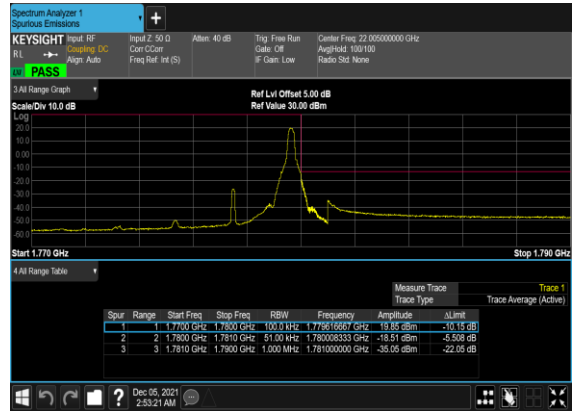 Spectrum Analyzer 1
Spurious Emissions
+
KEYSIGHT Input: RF Input Z: 50 Ω Atten: 40 dB Trig: Free Run Center Freq: 22.005000000 GHz
RL Coupling: DC Corr CCorr Gate: Off Avg|Hold: 100/100
Align: Auto Freq Ref: Int (S) IF Gain: Low Radio Std: None
LW PASS
3 All Range Graph
Ref Lvl Offset 5.00 dB
Scale/Div 10.0 dB Ref Value 30.00 dBm
Log
20.0
10.0
0.00
-10.0
-20.0
-30.0
-40.0
-50.0
-60.0
Start 1.770 GHz Stop 1.790 GHz
4 All Range Table
Measure Trace Trace 1
Trace Type Trace Average (Active)
Spur Range Start Freq Stop Freq RBW Frequency Amplitude ΔLimit
1 1 1.7700 GHz 1.7800 GHz 100.0 kHz 1.779616667 GHz 19.85 dBm -10.15 dB
2 2 1.7800 GHz 1.7810 GHz 51.00 kHz 1.780008333 GHz -18.51 dBm -5.508 dB
3 3 1.7810 GHz 1.7900 GHz 1.000 MHz 1.781000000 GHz -35.05 dBm -22.05 dB
? Dec 05, 2021
2:53:21 AM